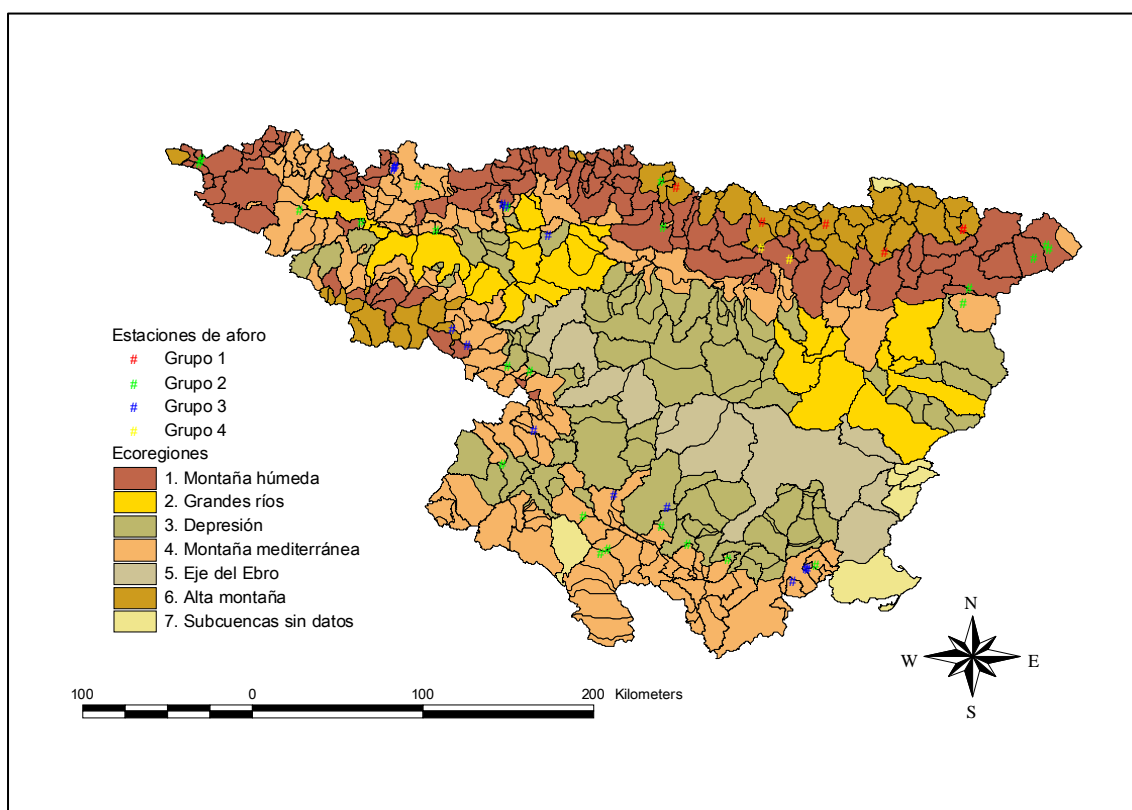 Estaciones de aforo
# Grupo 1
# Grupo 2
# Grupo 3
# Grupo 4
Ecoregiones
1. Montaña húmeda
2. Grandes ríos
3. Depresión
4. Montaña mediterránea
5. Eje del Ebro
6. Alta montaña
7. Subcuencas sin datos
N
W E
S
100 0 100 200 Kilometers